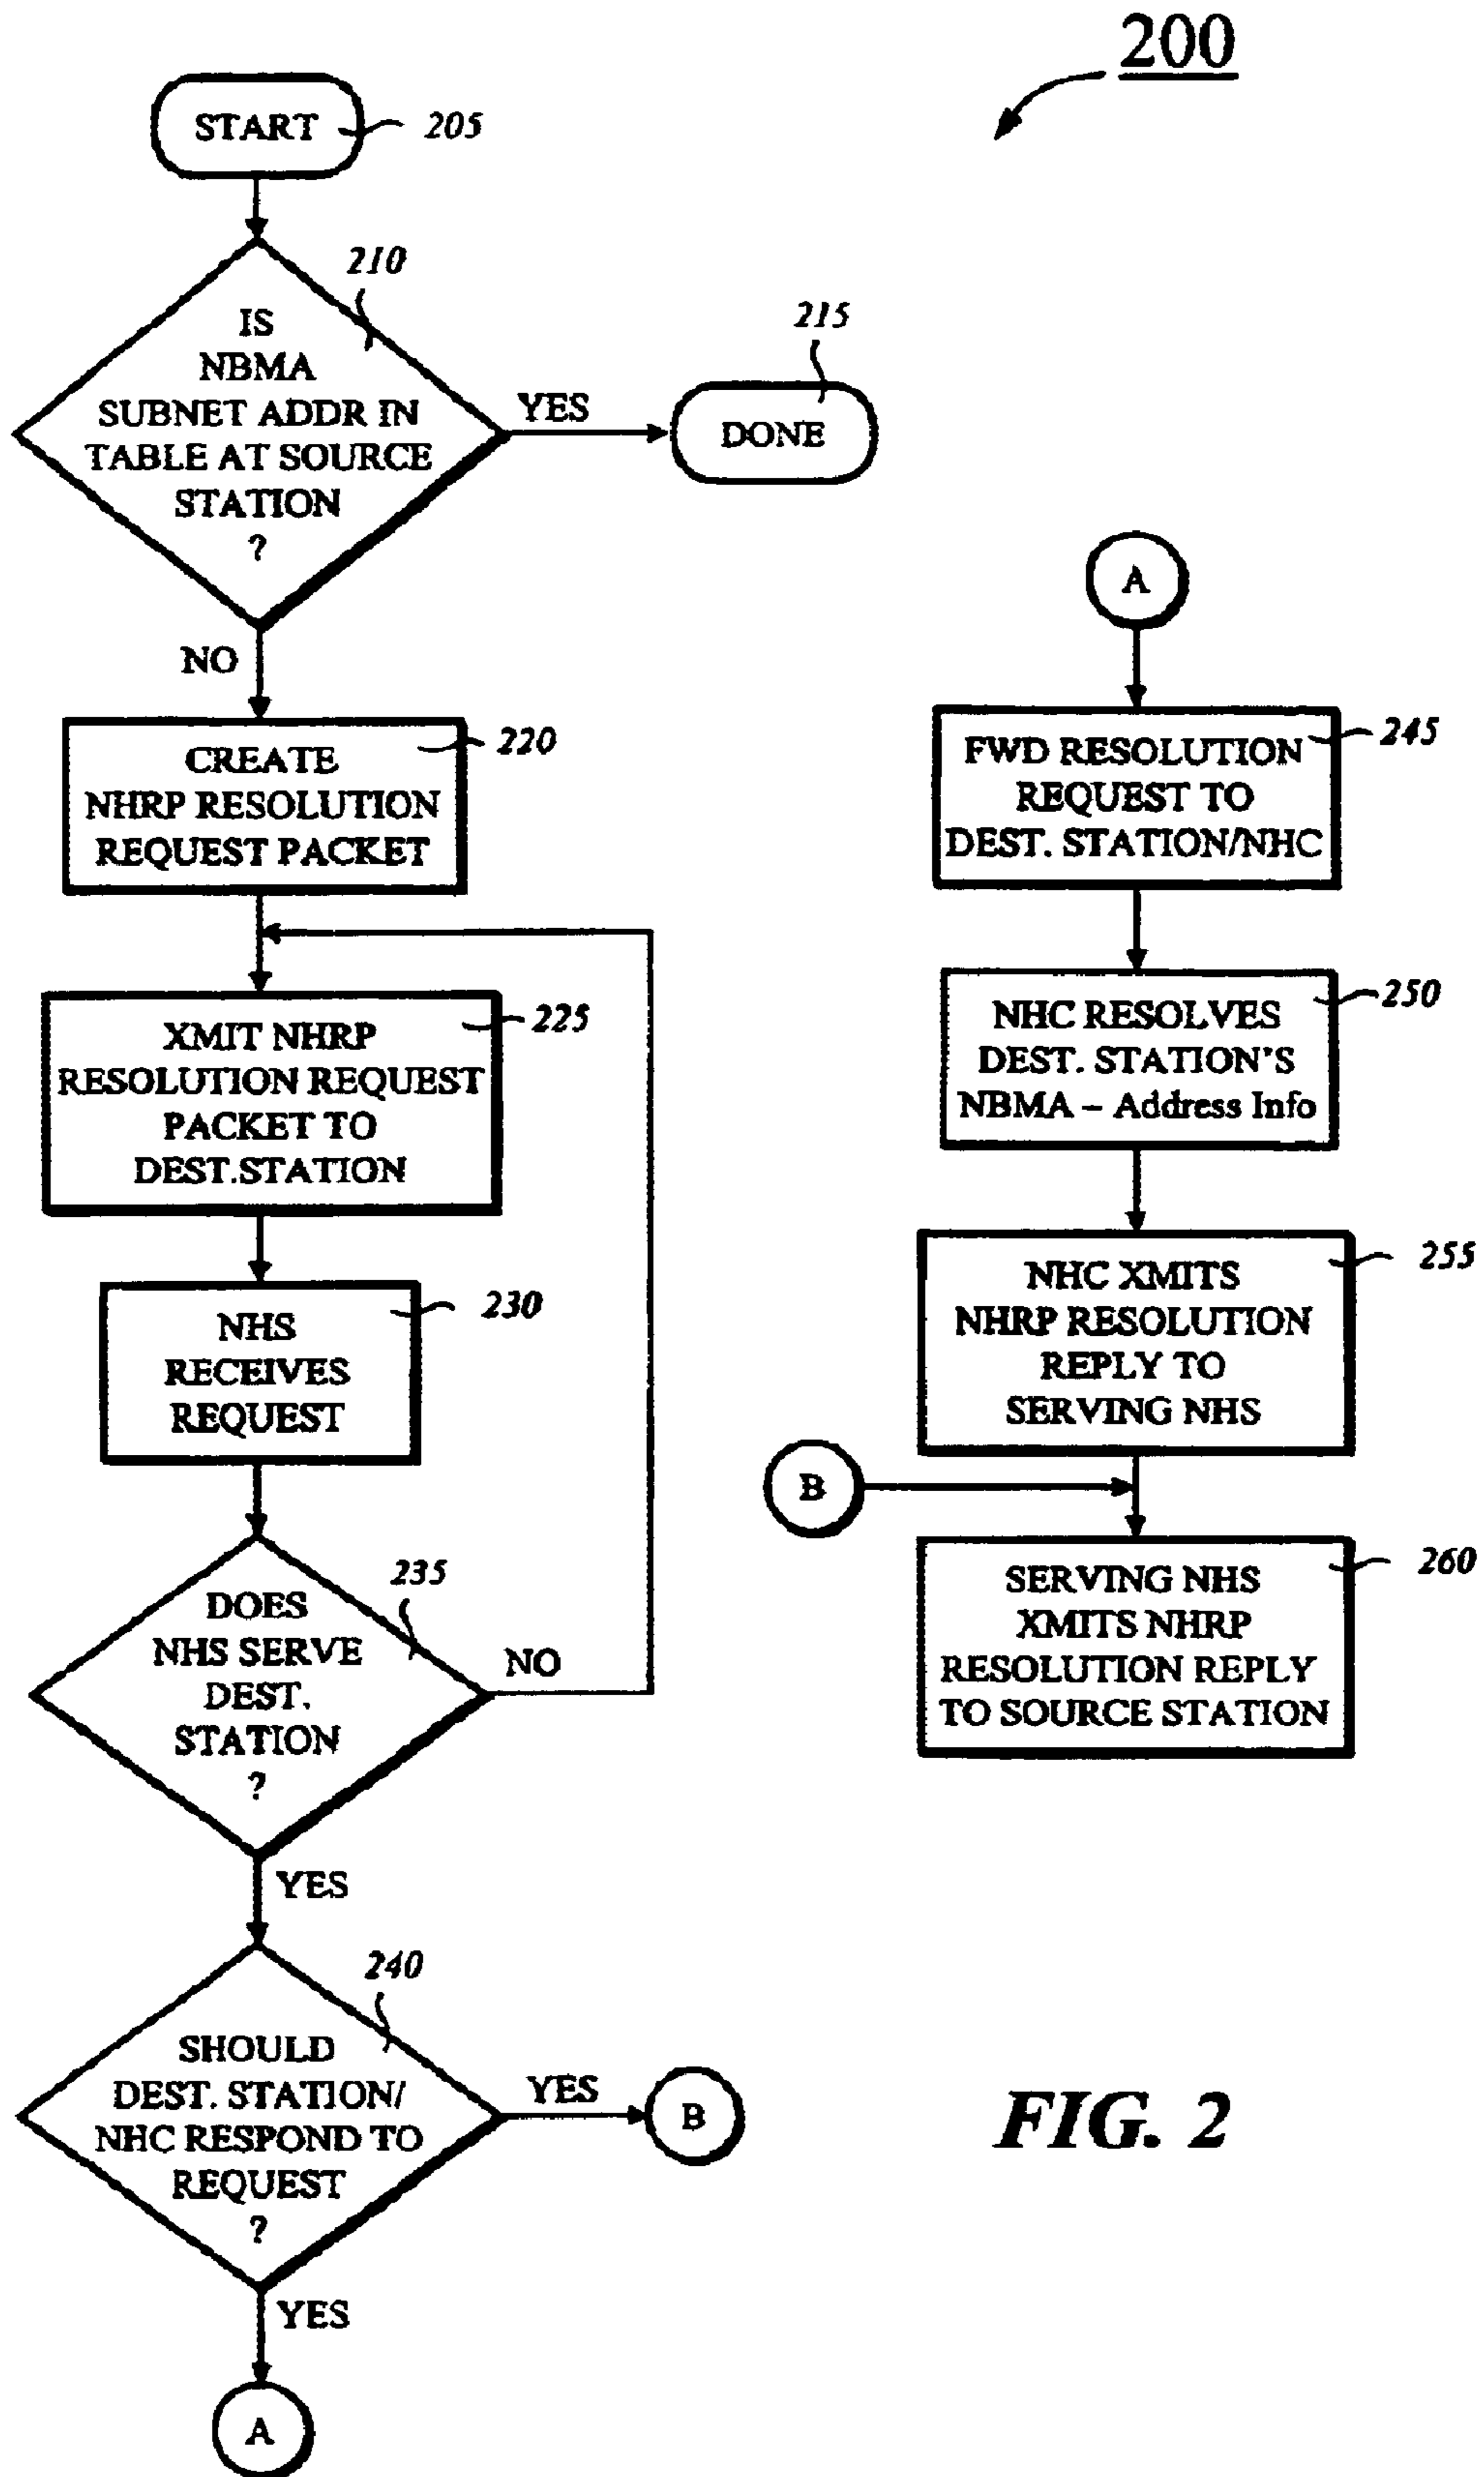 200
START
205
210
IS
NBMA
SUBNET ADDR IN
TABLE AT SOURCE
STATION
?
YES
215
DONE
NO
220
CREATE
NHRP RESOLUTION
REQUEST PACKET
225
XMIT NHRP
RESOLUTION REQUEST
PACKET TO
DEST.STATION
230
NHS
RECEIVES
REQUEST
235
DOES
NHS SERVE
DEST.
STATION
?
NO
YES
240
SHOULD
DEST. STATION/
NHC RESPOND TO
REQUEST
?
YES
B
YES
A
A
245
FWD RESOLUTION
REQUEST TO
DEST. STATION/NHC
250
NHC RESOLVES
DEST. STATION'S
NBMA – Address Info
255
NHC XMITS
NHRP RESOLUTION
REPLY TO
SERVING NHS
B
260
SERVING NHS
XMITS NHRP
RESOLUTION REPLY
TO SOURCE STATION
FIG. 2